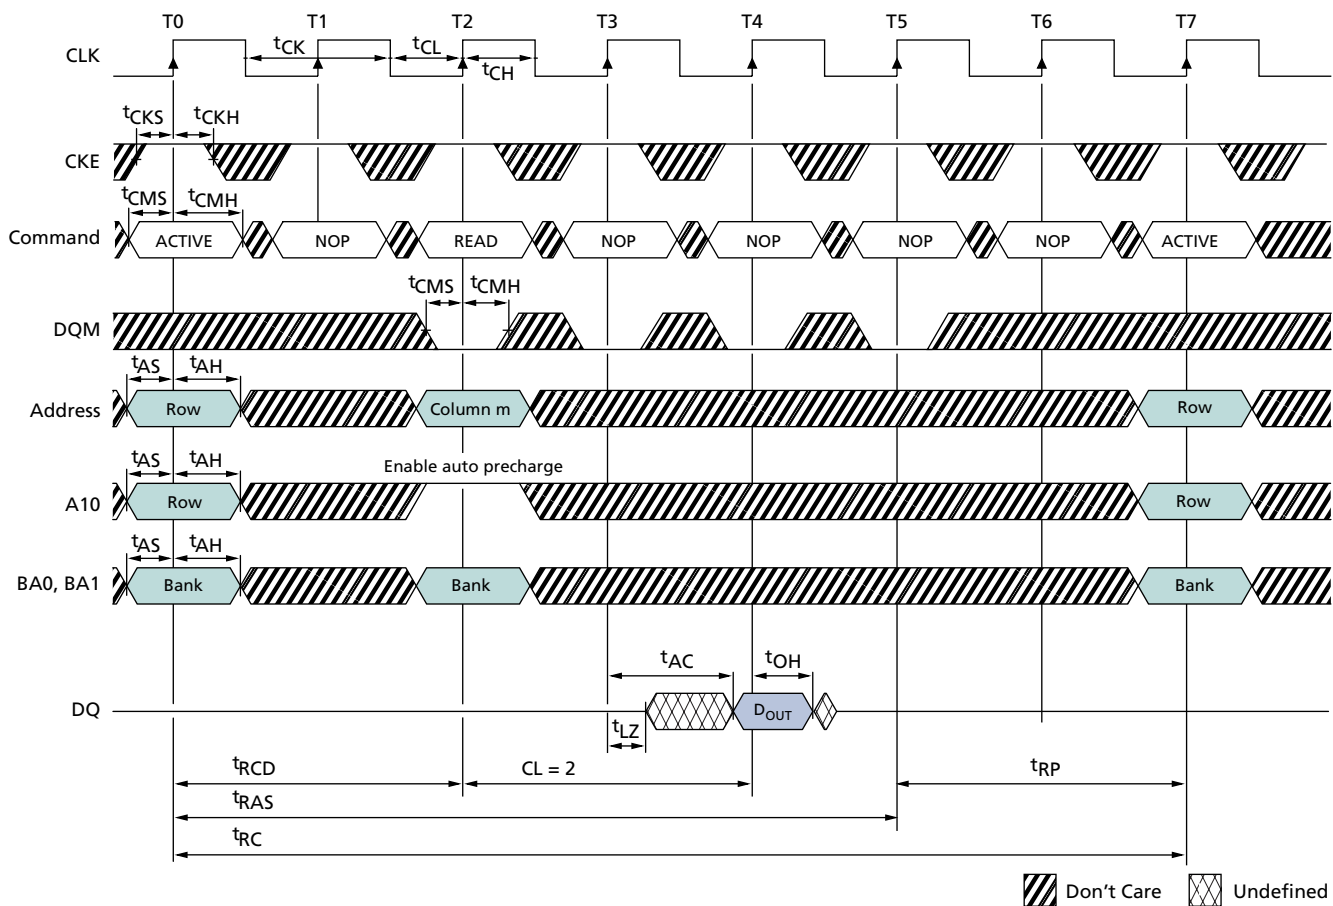 T0 T1 T2 T3 T4 T5 T6 T7
CLK
tCK tCL
tCH
tCKS tCKH
CKE
tCMS tCMH
Command ACTIVE NOP READ NOP NOP NOP NOP ACTIVE
tCMS tCMH
DQM
tAS tAH
Address Row Column m Row
tAS tAH Enable auto precharge
A10 Row Row
tAS tAH
BA0, BA1 Bank Bank Bank
tAC tOH
DQ DOUT
tLZ
tRCD CL = 2 tRP
tRAS
tRC
Don't Care Undefined